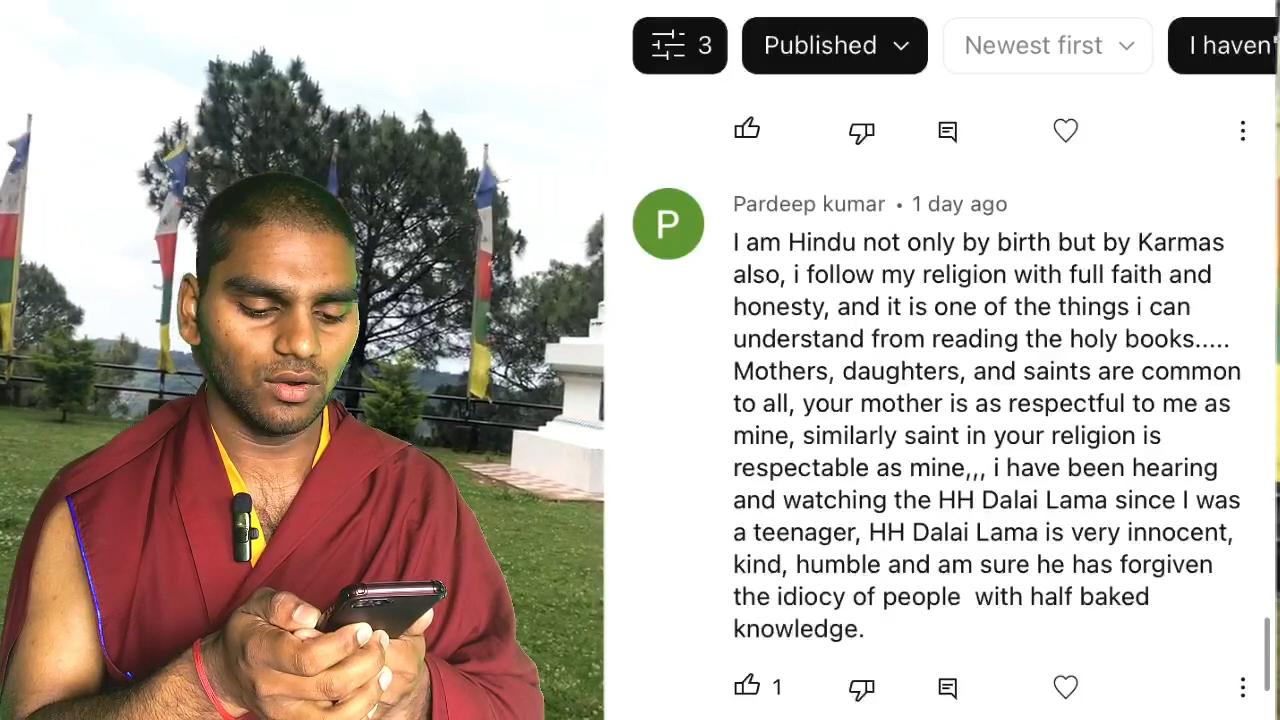 3
Published
Newest first
I haven'
P
Pardeep kumar • 1 day ago
I am Hindu not only by birth but by Karmas
also, i follow my religion with full faith and
honesty, and it is one of the things i can
understand from reading the holy books.....
Mothers, daughters, and saints are common
to all, your mother is as respectful to me as
mine, similarly saint in your religion is
respectable as mine,,, i have been hearing
and watching the HH Dalai Lama since I was
a teenager, HH Dalai Lama is very innocent,
kind, humble and am sure he has forgiven
the idiocy of people  with half baked
knowledge.
1